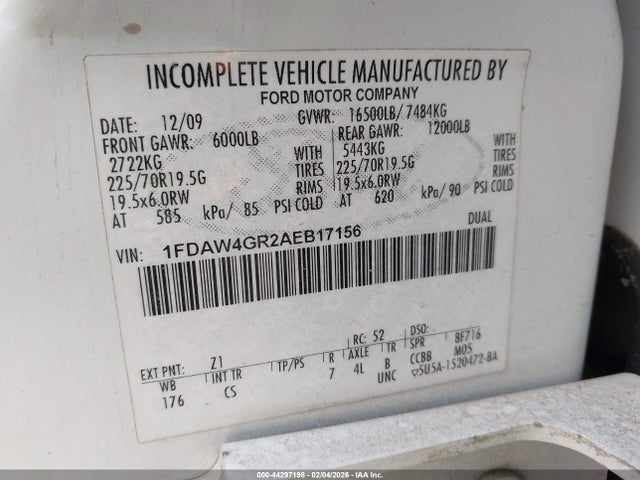 INCOMPLETE VEHICLE MANUFACTURED BY
FORD MOTOR COMPANY
DATE: 12/09 GVWR: 16500LB/ 7484KG
FRONT GAWR: 6000LB REAR GAWR: 12000LB
2722KG WITH 5443KG WITH
225/70R19.5G TIRES 225/70R19.5G TIRES
19.5x6.0RW RIMS 19.5x6.0RW RIMS
AT 585 kPa/ 85 PSI COLD AT 620 kPa/ 90 PSI COLD
VIN: 1FDAW4GR2AEB17156 DUAL
EXT PNT: Z1 RC: 52 DSO:
WB INT TR TP/PS R AXLE TR SPR 8F716
176 CS 7 4L B CCBB M05
UNC ▽5U5A-1520472-BA
000-44297198 - 02/04/2026 - IAA Inc.